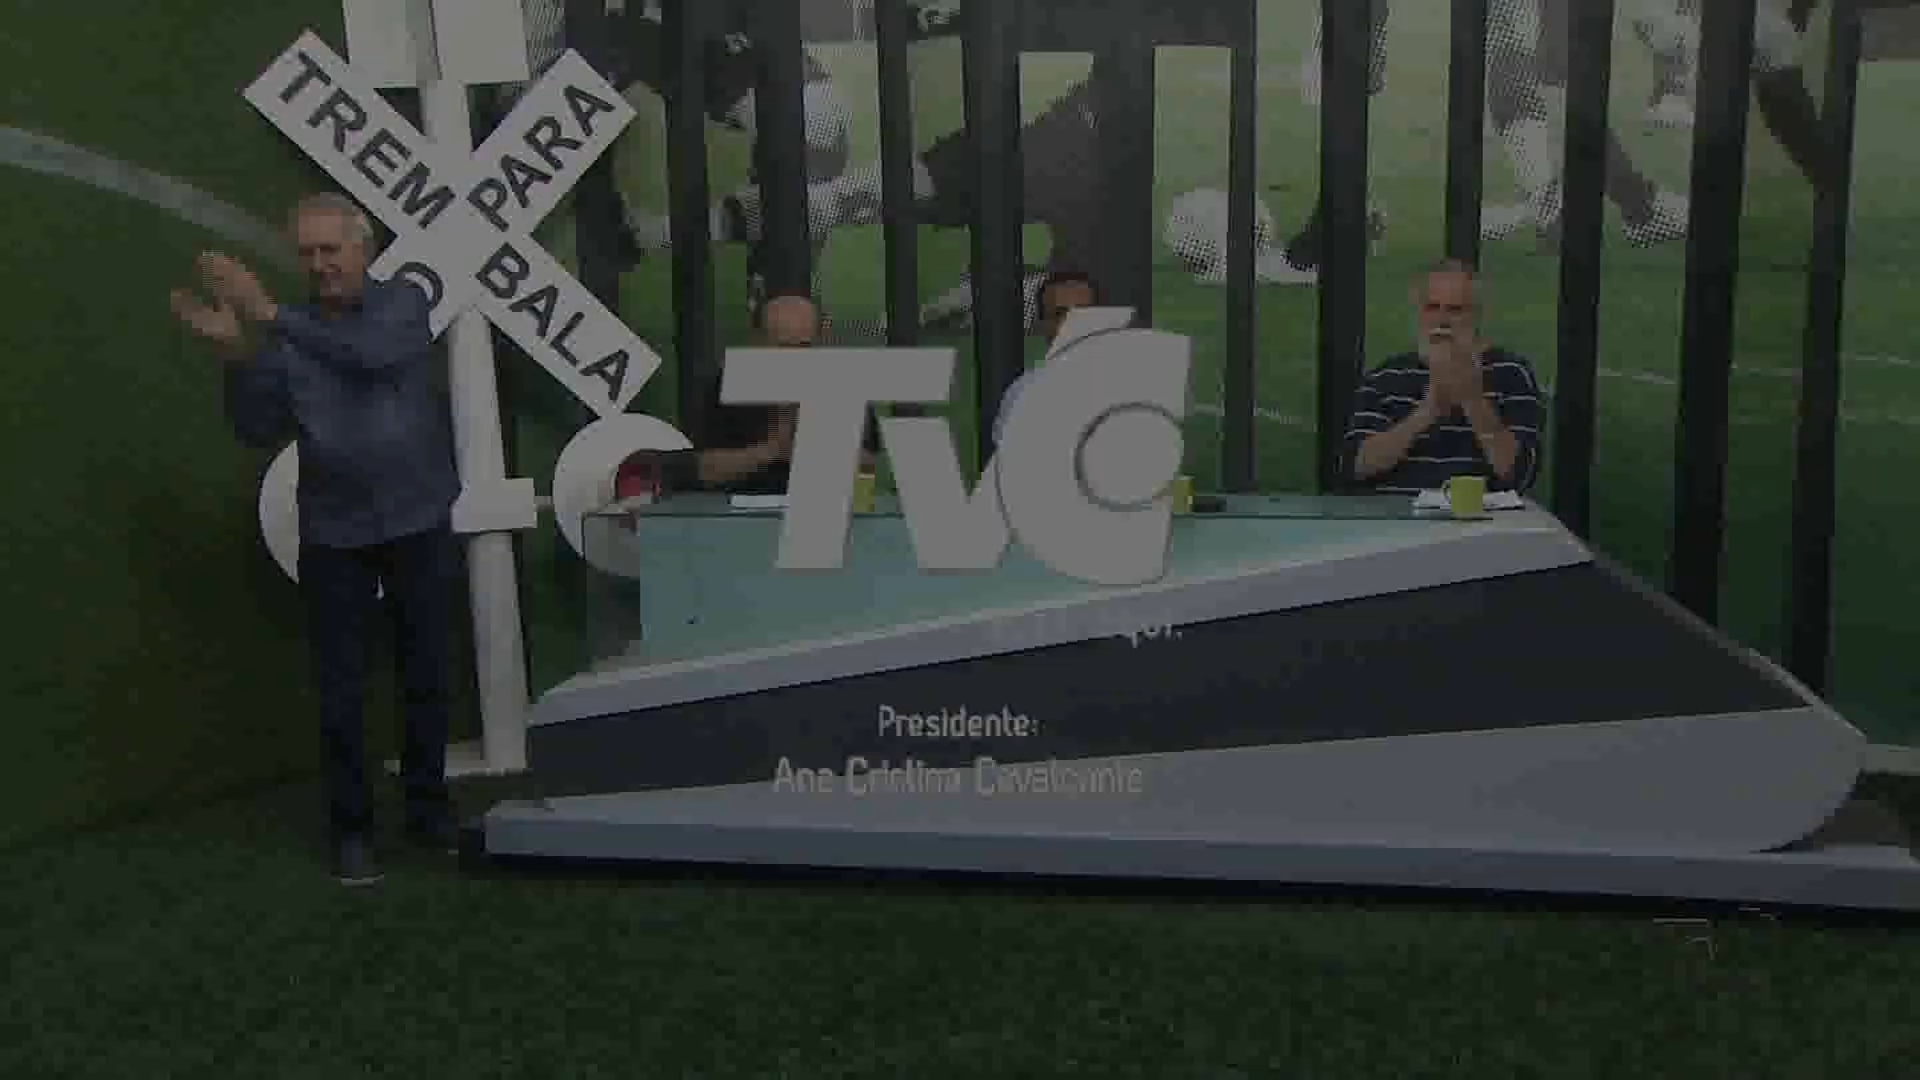 TREM
PARA
BALA
TVC
Presidente:
Ana Cristina Cavalcante